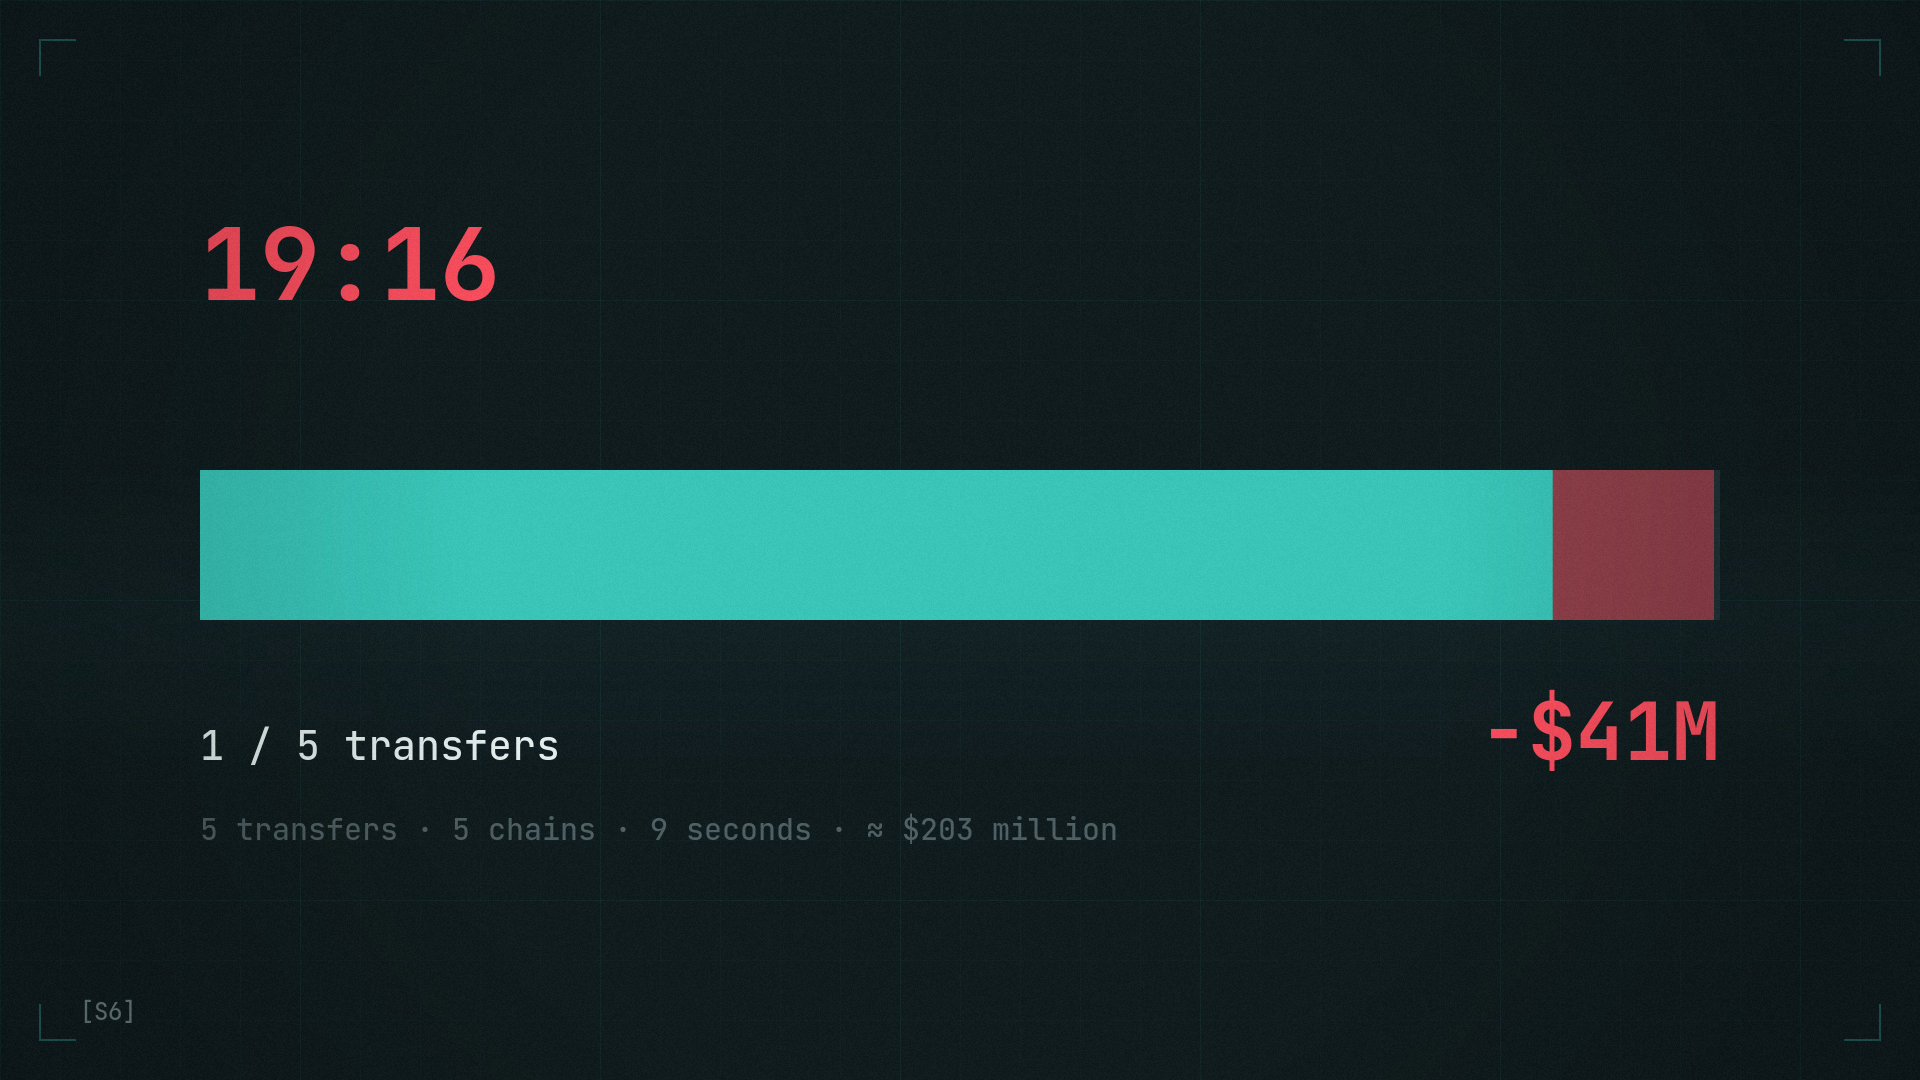 19:16
1 / 5 transfers
-$41M
5 transfers · 5 chains · 9 seconds · ≈ $203 million
[S6]